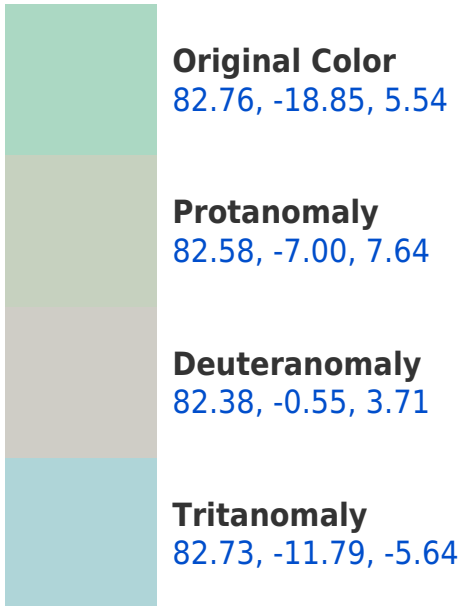 Original Color
82.76, -18.85, 5.54
Protanomaly
82.58, -7.00, 7.64
Deuteranomaly
82.38, -0.55, 3.71
Tritanomaly
82.73, -11.79, -5.64